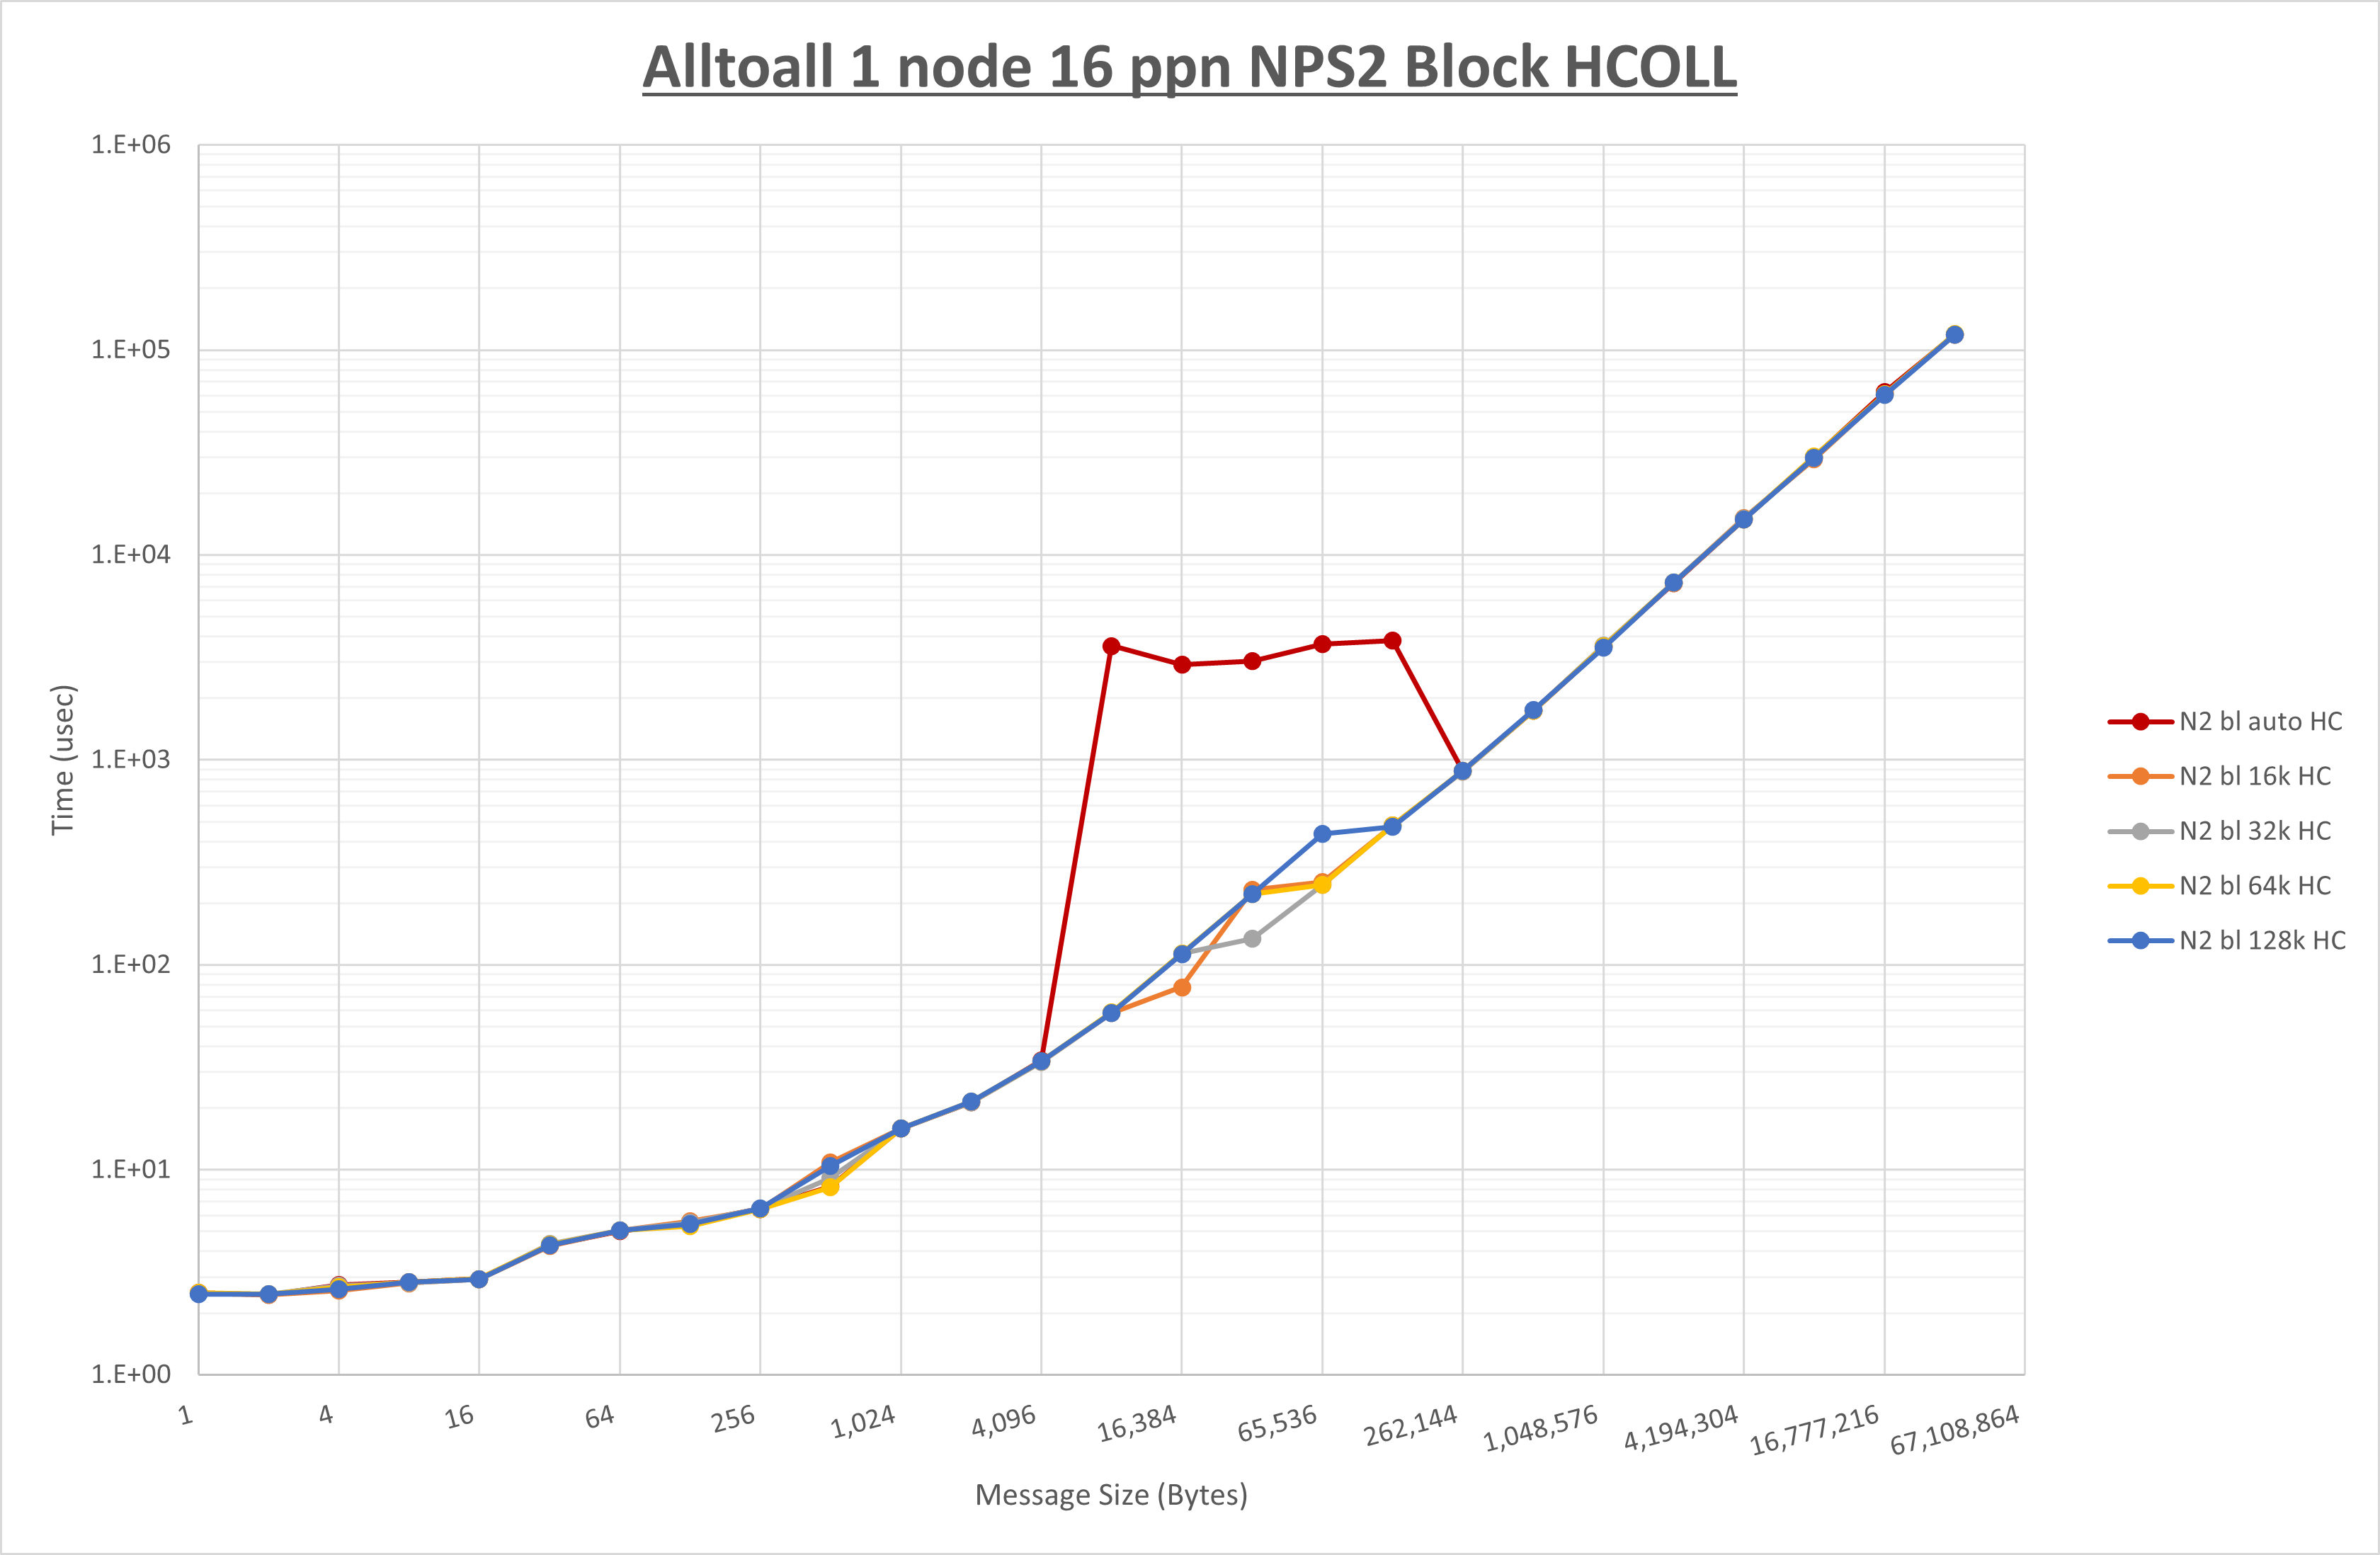 Alltoall 1 node 16 ppn NPS2 Block HCOLL
1.E+06
1.E+05
1.E+04
1.E+03
1.E+02
1.E+01
1.E+00
Time (usec)
1
4
16
64
256
1,024
4,096
16,384
65,536
262,144
1,048,576
4,194,304
16,777,216
67,108,864
Message Size (Bytes)
N2 bl auto HC
N2 bl 16k HC
N2 bl 32k HC
N2 bl 64k HC
N2 bl 128k HC